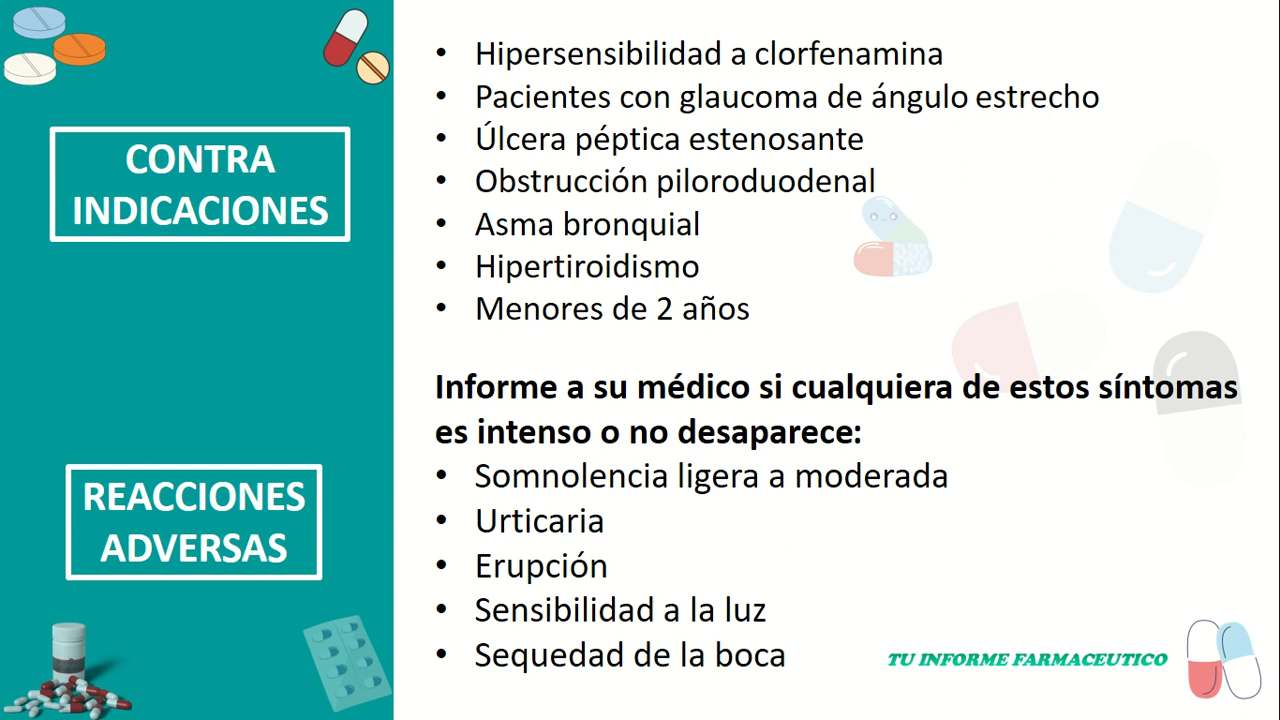 CONTRA
INDICACIONES
• Hipersensibilidad a clorfenamina
• Pacientes con glaucoma de ángulo estrecho
• Úlcera péptica estenosante
• Obstrucción piloroduodenal
• Asma bronquial
• Hipertiroidismo
• Menores de 2 años
REACCIONES
ADVERSAS
Informe a su médico si cualquiera de estos síntomas
es intenso o no desaparece:
• Somnolencia ligera a moderada
• Urticaria
• Erupción
• Sensibilidad a la luz
• Sequedad de la boca
TU INFORME FARMACEUTICO